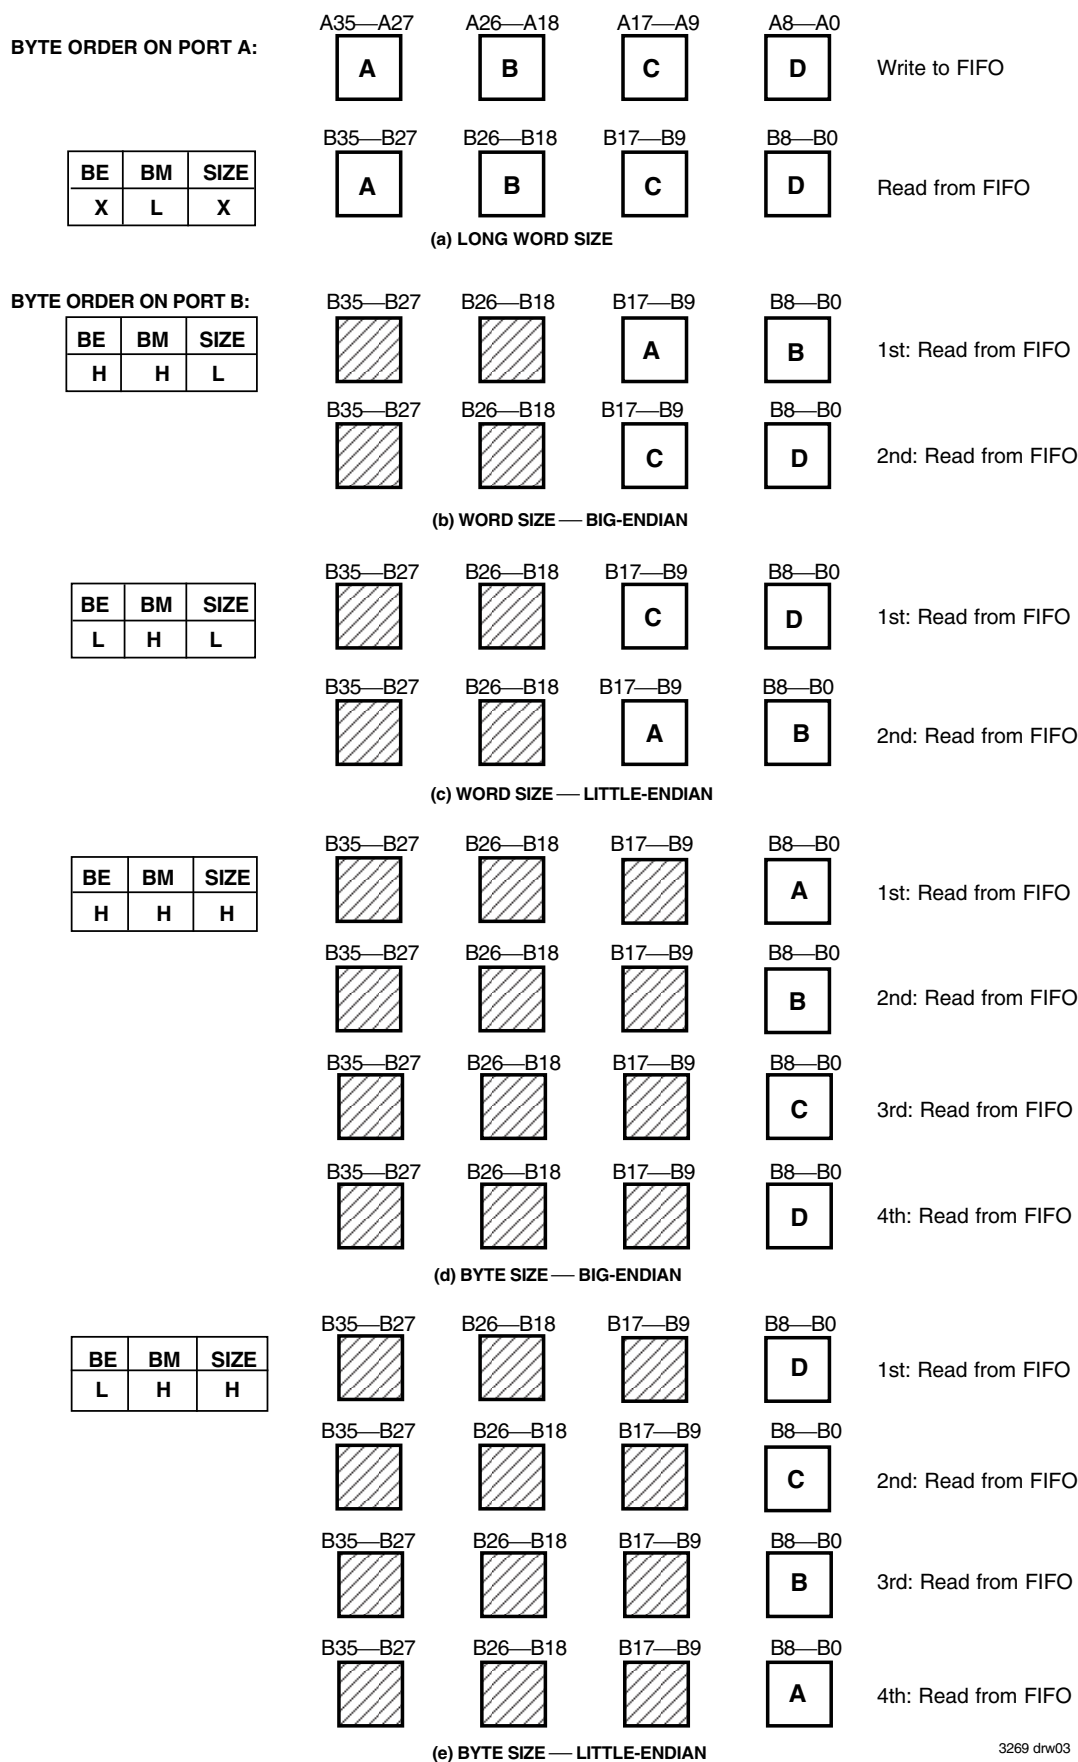 A35—A27 A26—A18 A17—A9 A8—A0
BYTE ORDER ON PORT A:
A B C D Write to FIFO
B35—B27 B26—B18 B17—B9 B8—B0
BE BM SIZE
A B C D Read from FIFO
X L X
(a) LONG WORD SIZE
BYTE ORDER ON PORT B:
B35—B27 B26—B18 B17—B9 B8—B0
BE BM SIZE
A B 1st: Read from FIFO
H H L
B35—B27 B26—B18 B17—B9 B8—B0
C D 2nd: Read from FIFO
(b) WORD SIZE — BIG-ENDIAN
B35—B27 B26—B18 B17—B9 B8—B0
BE BM SIZE
C D 1st: Read from FIFO
L H L
B35—B27 B26—B18 B17—B9 B8—B0
A B 2nd: Read from FIFO
(c) WORD SIZE — LITTLE-ENDIAN
B35—B27 B26—B18 B17—B9 B8—B0
BE BM SIZE
A 1st: Read from FIFO
H H H
B35—B27 B26—B18 B17—B9 B8—B0
B 2nd: Read from FIFO
B35—B27 B26—B18 B17—B9 B8—B0
C 3rd: Read from FIFO
B35—B27 B26—B18 B17—B9 B8—B0
D 4th: Read from FIFO
(d) BYTE SIZE — BIG-ENDIAN
B35—B27 B26—B18 B17—B9 B8—B0
BE BM SIZE
D 1st: Read from FIFO
L H H
B35—B27 B26—B18 B17—B9 B8—B0
C 2nd: Read from FIFO
B35—B27 B26—B18 B17—B9 B8—B0
B 3rd: Read from FIFO
B35—B27 B26—B18 B17—B9 B8—B0
A 4th: Read from FIFO
(e) BYTE SIZE — LITTLE-ENDIAN
3269 drw03